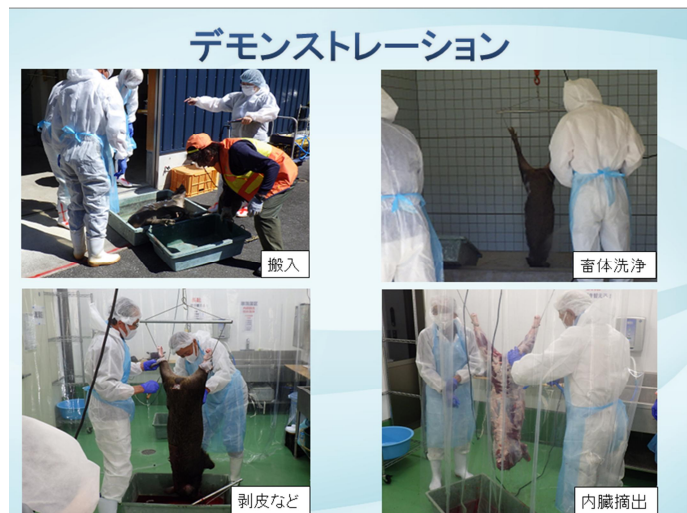 デモンストレーション
搬入
畜体洗浄
剥皮など
内臓摘出